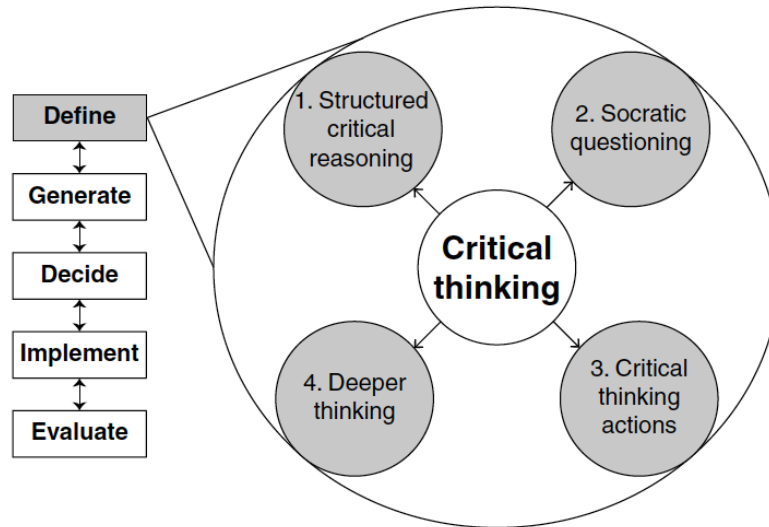 Define
Generate
Decide
Implement
Evaluate
1. Structured
critical
reasoning
2. Socratic
questioning
Critical
thinking
3. Critical
thinking
actions
4. Deeper
thinking